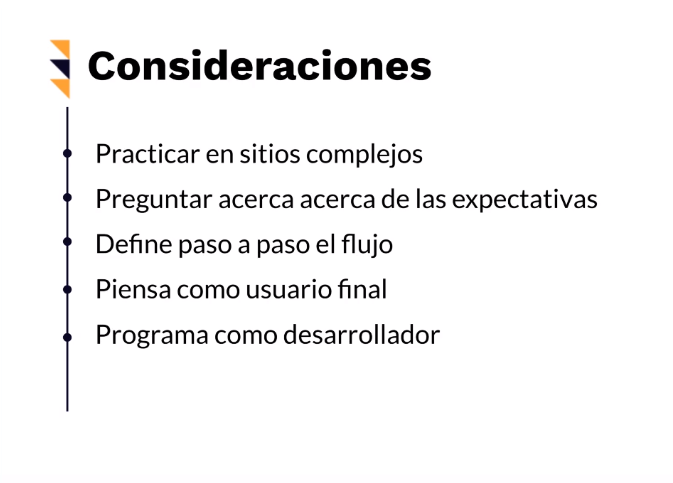 Consideraciones
Practicar en sitios complejos
Preguntar acerca acerca de las expectativas
Define paso a paso el flujo
Piensa como usuario final
Programa como desarrollador